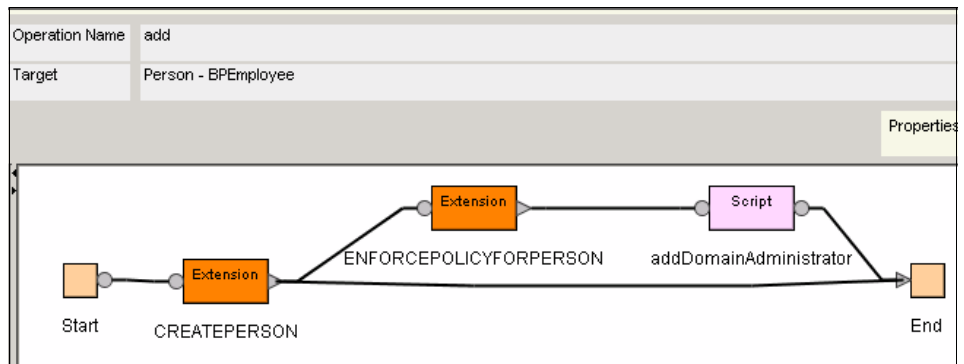 Operation Name add
Target Person - BPEmployee
Properties
Extension Script
ENFORCEPOLICYFORPERSON addDomainAdministrator
Extension
Start CREATEPERSON End